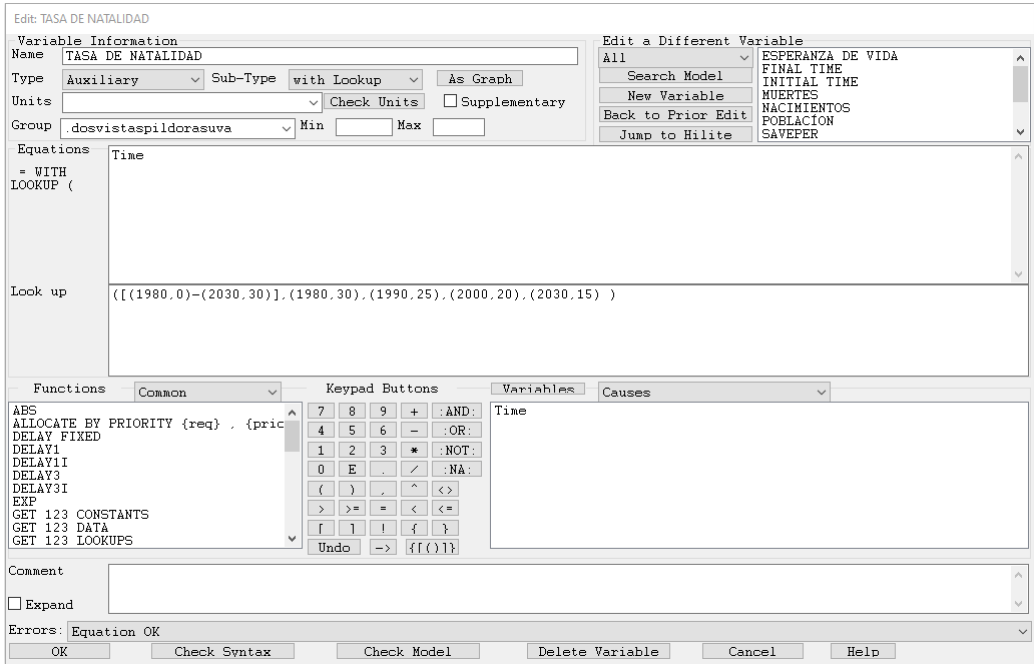 Edit: TASA DE NATALIDAD
Variable Information
Name TASA DE NATALIDAD
Type Auxiliary Sub-Type with Lookup As Graph
Units Check Units Supplementary
Group .dosvistaspildorasuva Min Max
Edit a Different Variable
All
Search Model
New Variable
Back to Prior Edit
Jump to Hilite
ESPERANZA DE VIDA
FINAL TIME
INITIAL TIME
MUERTES
NACIMIENTOS
POBLACÍON
SAVEPER
Equations
= WITH
LOOKUP (
Time
Look up
([(1980,0)-(2030,30)],(1980,30),(1990,25),(2000,20),(2030,15) )
Functions Common
ABS
ALLOCATE BY PRIORITY {req} , {pric
DELAY FIXED
DELAY1
DELAY1I
DELAY3
DELAY3I
EXP
GET 123 CONSTANTS
GET 123 DATA
GET 123 LOOKUPS
Keypad Buttons
7 8 9 + :AND:
4 5 6 - :OR:
1 2 3 * :NOT:
0 E . / :NA:
( ) , ^ <>
> >= = < <=
[ ] ! { }
Undo -> {[()]}
Variables Causes
Time
Comment
Expand
Errors: Equation OK
OK Check Syntax Check Model Delete Variable Cancel Help